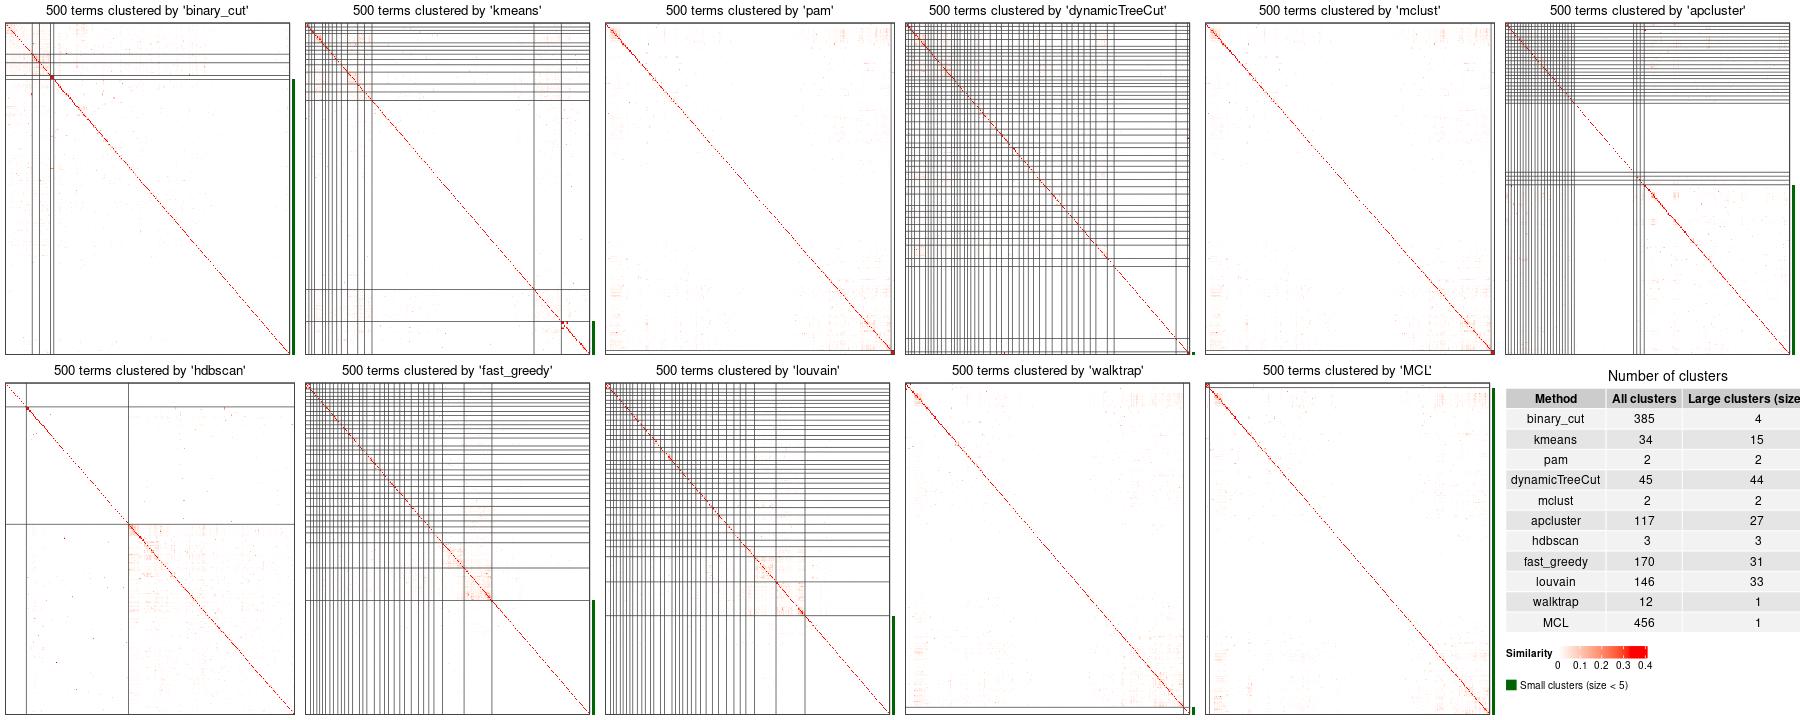 500 terms clustered by 'binary_cut'
500 terms clustered by 'kmeans'
500 terms clustered by 'pam'
500 terms clustered by 'dynamicTreeCut'
500 terms clustered by 'mclust'
500 terms clustered by 'apcluster'
500 terms clustered by 'hdbscan'
500 terms clustered by 'fast_greedy'
500 terms clustered by 'louvain'
500 terms clustered by 'walktrap'
500 terms clustered by 'MCL'
Number of clusters
Method All clusters Large clusters (size
binary_cut 385 4
kmeans 34 15
pam 2 2
dynamicTreeCut 45 44
mclust 2 2
apcluster 117 27
hdbscan 3 3
fast_greedy 170 31
louvain 146 33
walktrap 12 1
MCL 456 1
Similarity
0 0.1 0.2 0.3 0.4
Small clusters (size < 5)